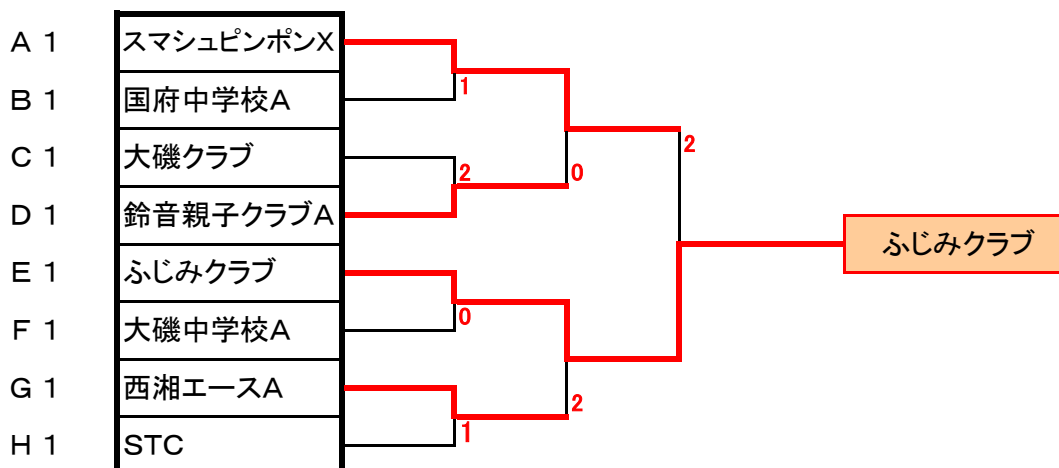 A 1 スマシュピンポンX
B 1 国府中学校A
C 1 大磯クラブ
D 1 鈴音親子クラブA
E 1 ふじみクラブ
F 1 大磯中学校A
G 1 西湘エースA
H 1 STC
1
2
0
1
0
2
2
ふじみクラブ